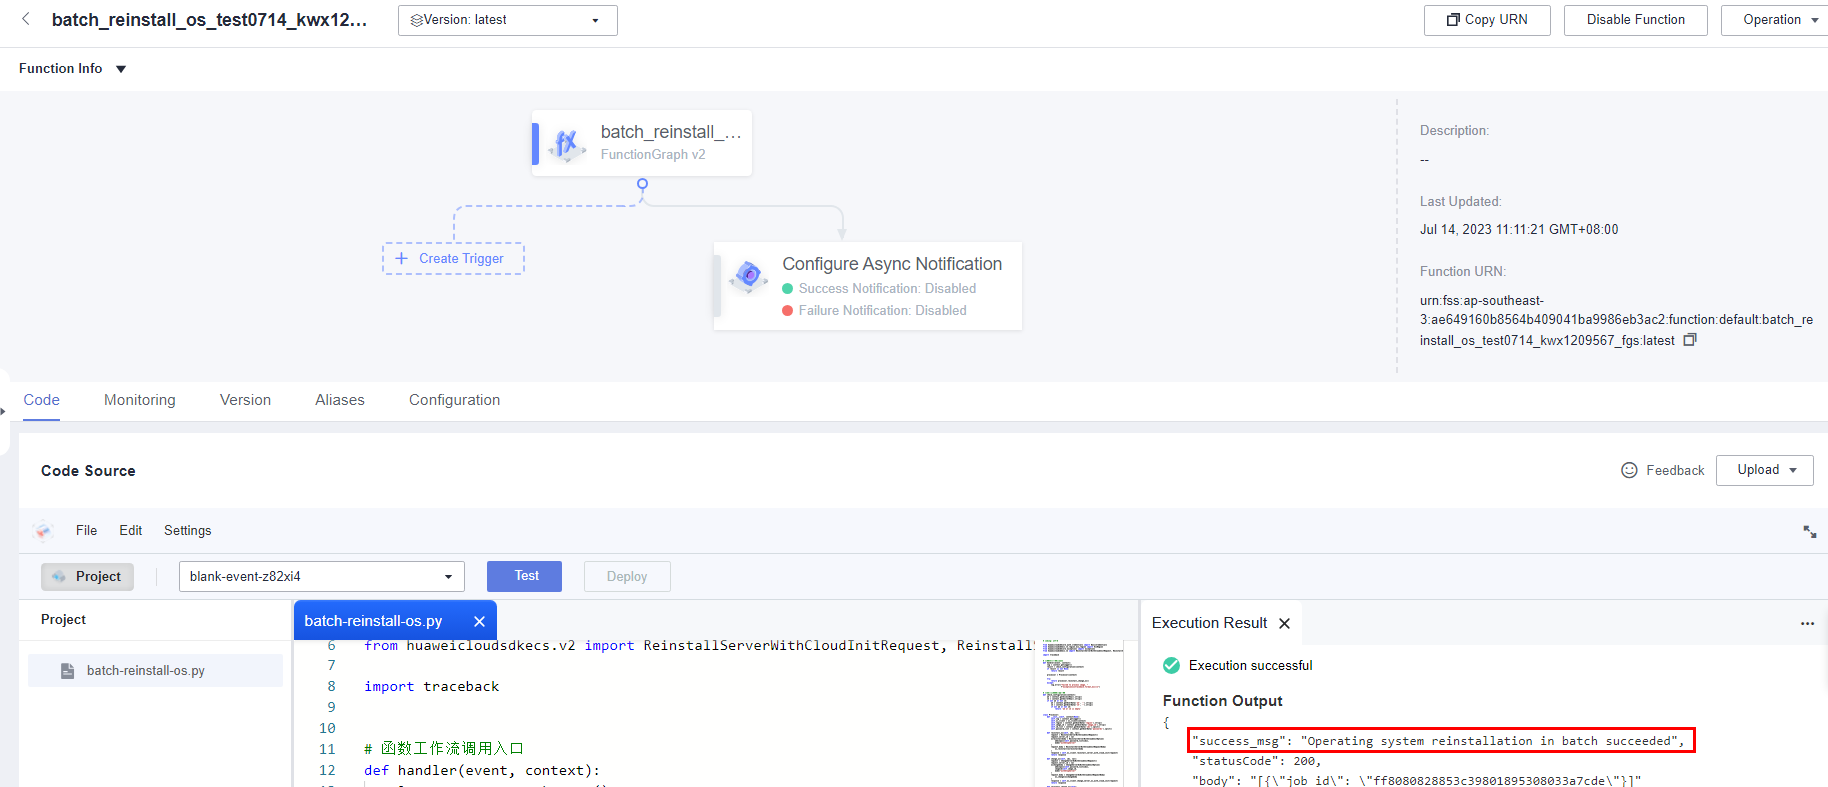 batch_reinstall_os_test0714_kwx12...
Version: latest
Copy URN
Disable Function
Operation
Function Info
batch_reinstall_...
FunctionGraph v2
Create Trigger
Configure Async Notification
Success Notification: Disabled
Failure Notification: Disabled
Description:
--
Last Updated:
Jul 14, 2023 11:11:21 GMT+08:00
Function URN:
urn:fss:ap-southeast-
3:ae649160b8564b409041ba9986eb3ac2:function:default:batch_re
install_os_test0714_kwx1209567_fgs:latest
Code
Monitoring
Version
Aliases
Configuration
Code Source
Feedback
Upload
File
Edit
Settings
Project
blank-event-z82xi4
Test
Deploy
Project
batch-reinstall-os.py
batch-reinstall-os.py
6 from huaweicloudsdkecs.v2 import ReinstallServerWithCloudInitRequest, ReinstallS
7
8 import traceback
9
10
11 # 函数工作流调用入口
12 def handler(event, context):
Execution Result
Execution successful
Function Output
{
"success_msg": "Operating system reinstallation in batch succeeded",
"statusCode": 200,
"body": "[{\"job id\": \"ff8080828853c39801895308033a7cde\"}]"